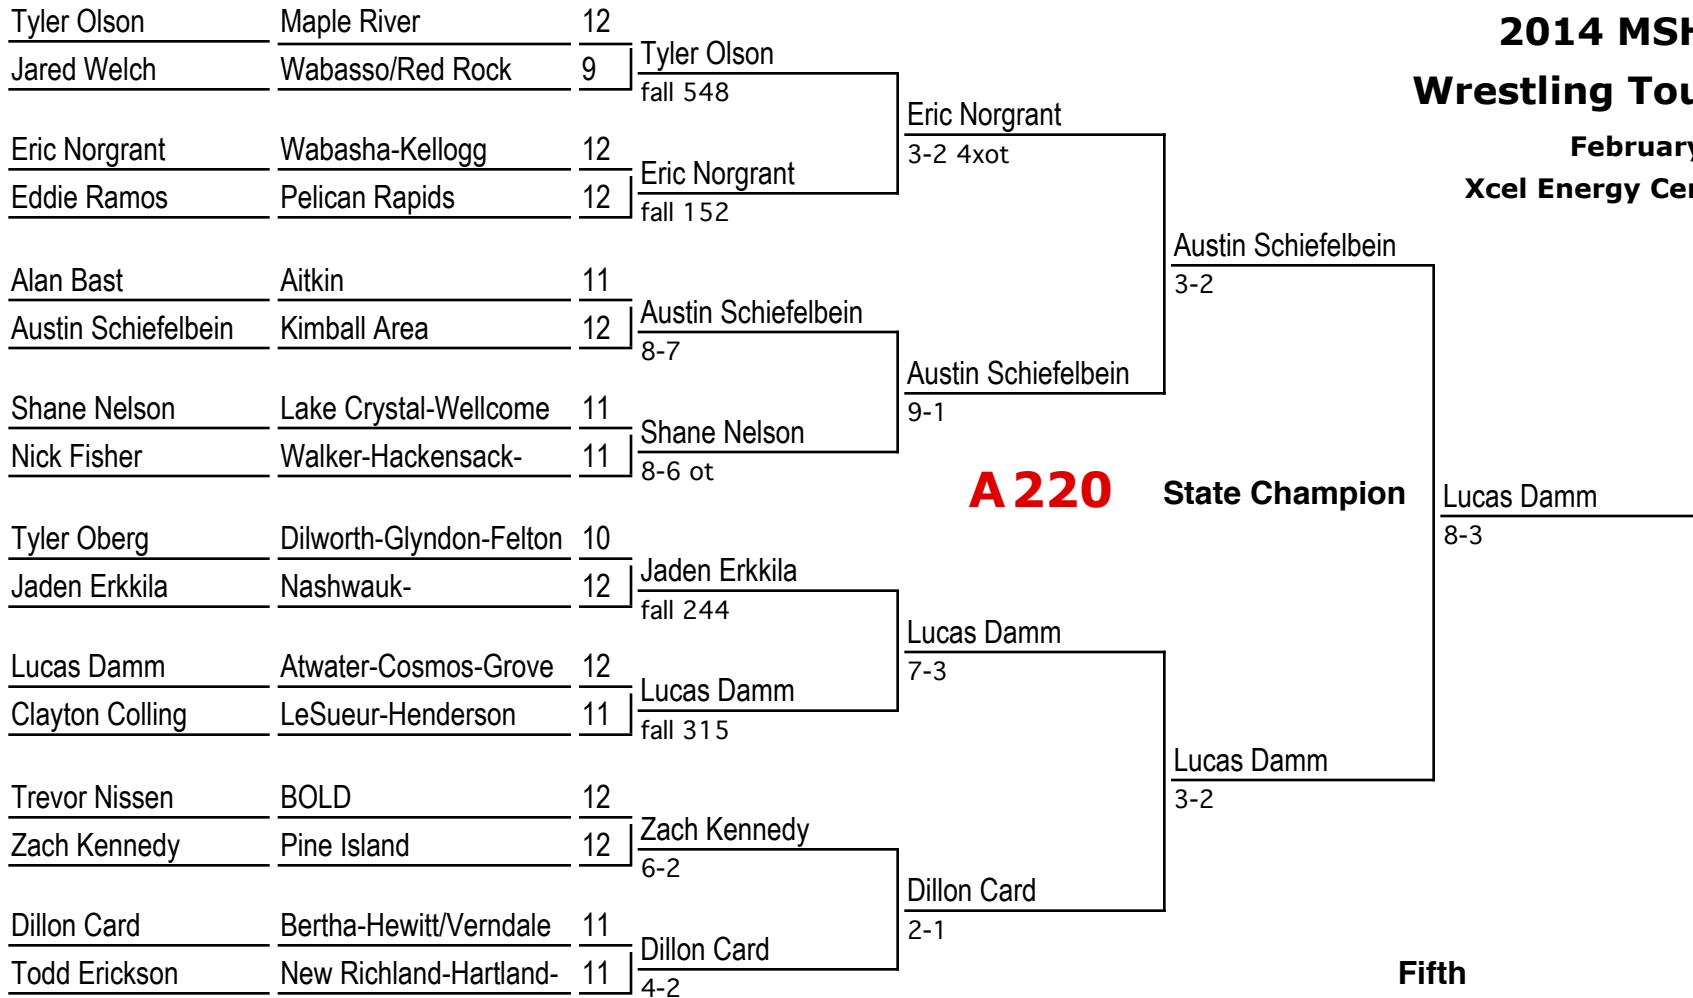 Tyler Olson Maple River 12
Jared Welch Wabasso/Red Rock 9
Eric Norgrant Wabasha-Kellogg 12
Eddie Ramos Pelican Rapids 12
Alan Bast Aitkin 11
Austin Schiefelbein Kimball Area 12
Shane Nelson Lake Crystal-Wellcome 11
Nick Fisher Walker-Hackensack- 11
Tyler Oberg Dilworth-Glyndon-Felton 10
Jaden Erkkila Nashwauk- 12
Lucas Damm Atwater-Cosmos-Grove 12
Clayton Colling LeSueur-Henderson 11
Trevor Nissen BOLD 12
Zach Kennedy Pine Island 12
Dillon Card Bertha-Hewitt/Verndale 11
Todd Erickson New Richland-Hartland- 11
Tyler Olson
fall 548
Eric Norgrant
fall 152
Austin Schiefelbein
8-7
Shane Nelson
8-6 ot
Jaden Erkkila
fall 244
Lucas Damm
fall 315
Zach Kennedy
6-2
Dillon Card
4-2
Eric Norgrant
3-2 4xot
Austin Schiefelbein
9-1
Lucas Damm
7-3
Dillon Card
2-1
Austin Schiefelbein
3-2
Lucas Damm
3-2
A 220 State Champion
Lucas Damm
8-3
2014 MSH
Wrestling Tou
February
Xcel Energy Cen
Fifth